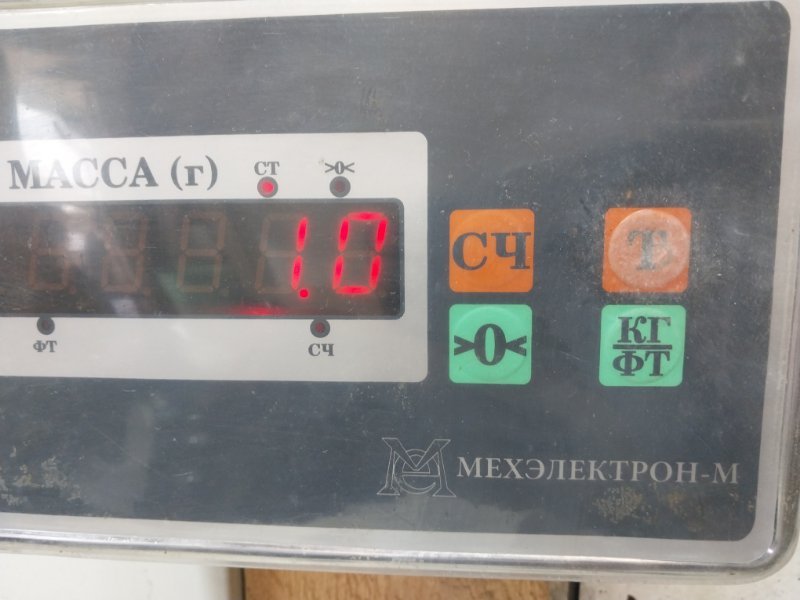 МАССА (г)
СТ
>0<
1.0
ФТ
СЧ
СЧ
Т
>0<
КГ
ФТ
МЕХЭЛЕКТРОН-М